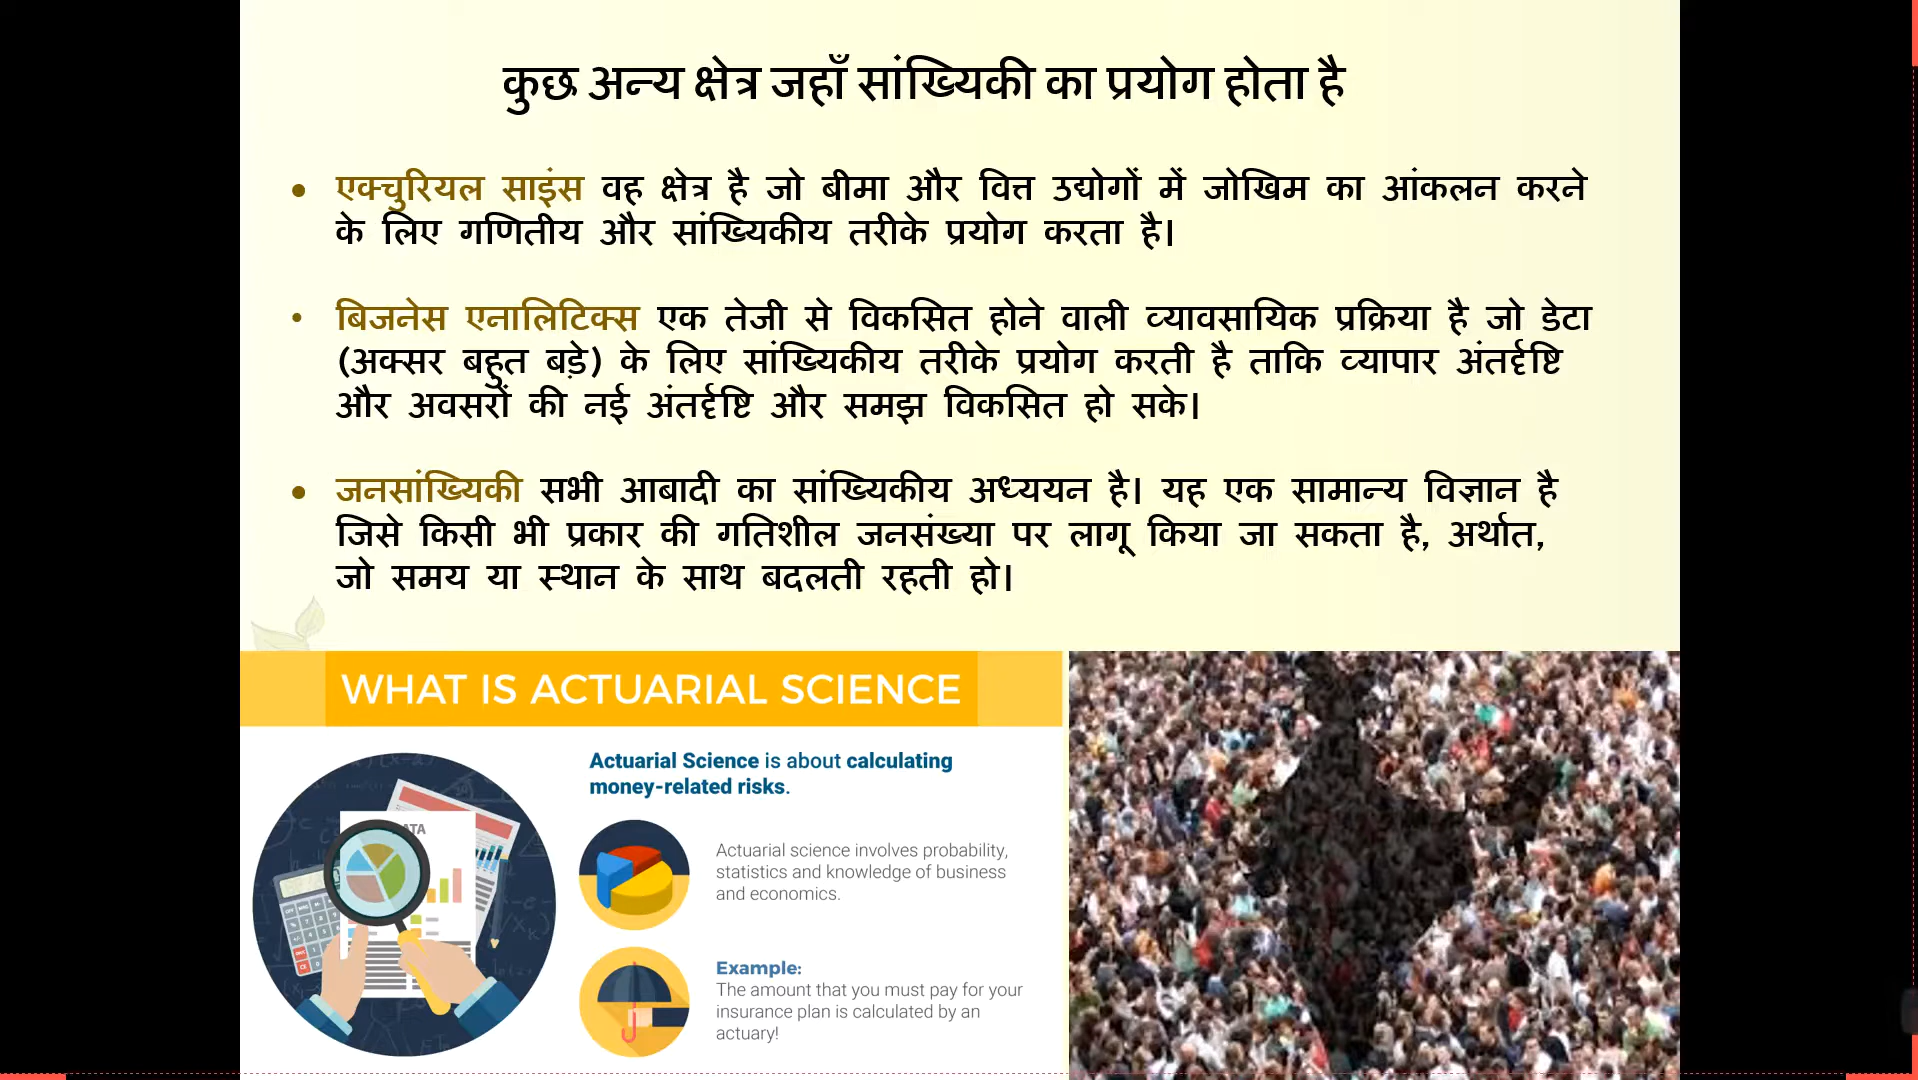 कुछ अन्य क्षेत्र जहाँ सांख्यिकी का प्रयोग होता है
• एक्चुरियल साइंस वह क्षेत्र है जो बीमा और वित्त उद्योगों में जोखिम का आंकलन करने
के लिए गणितीय और सांख्यिकीय तरीके प्रयोग करता है।
• बिजनेस एनालिटिक्स एक तेजी से विकसित होने वाली व्यावसायिक प्रक्रिया है जो डेटा
(अक्सर बहुत बड़े) के लिए सांख्यिकीय तरीके प्रयोग करती है ताकि व्यापार अंतर्दृष्टि
और अवसरों की नई अंतर्दृष्टि और समझ विकसित हो सके।
• जनसांख्यिकी सभी आबादी का सांख्यिकीय अध्ययन है। यह एक सामान्य विज्ञान है
जिसे किसी भी प्रकार की गतिशील जनसंख्या पर लागू किया जा सकता है, अर्थात,
जो समय या स्थान के साथ बदलती रहती हो।
WHAT IS ACTUARIAL SCIENCE
Actuarial Science is about calculating
money-related risks.
Actuarial science involves probability,
statistics and knowledge of business
and economics.
Example:
The amount that you must pay for your
insurance plan is calculated by an
actuary!